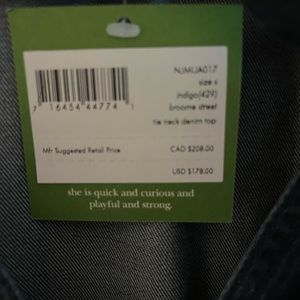 NJMUA017
size 4
indigo(429)
broome street
tie neck denim top
7 16454 44774 1
Mfr Suggested Retail Price
CAD $208.00
USD $178.00
she is quick and curious and
playful and strong.